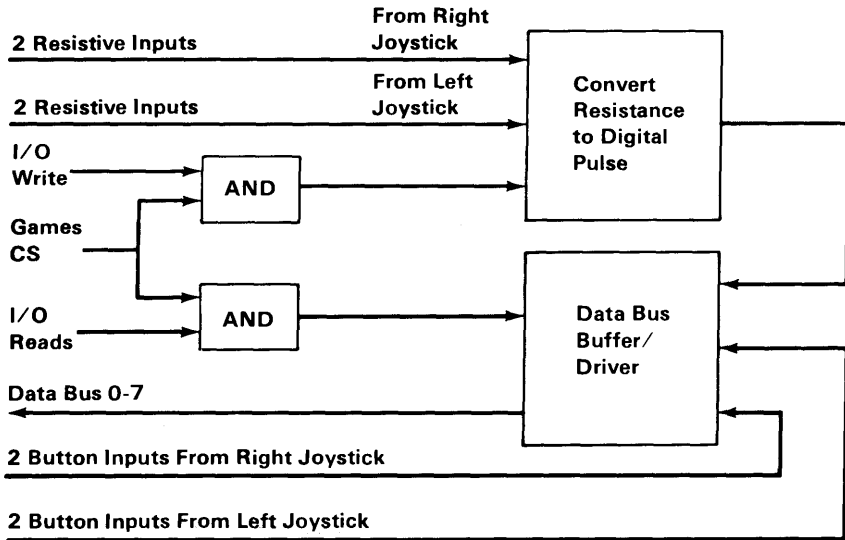 From Right
Joystick
2 Resistive Inputs
From Left
Joystick
2 Resistive Inputs
Convert
Resistance
to Digital
Pulse
I/O
Write
AND
Games
CS
I/O
Reads
AND
Data Bus
Buffer/
Driver
Data Bus 0-7
2 Button Inputs From Right Joystick
2 Button Inputs From Left Joystick